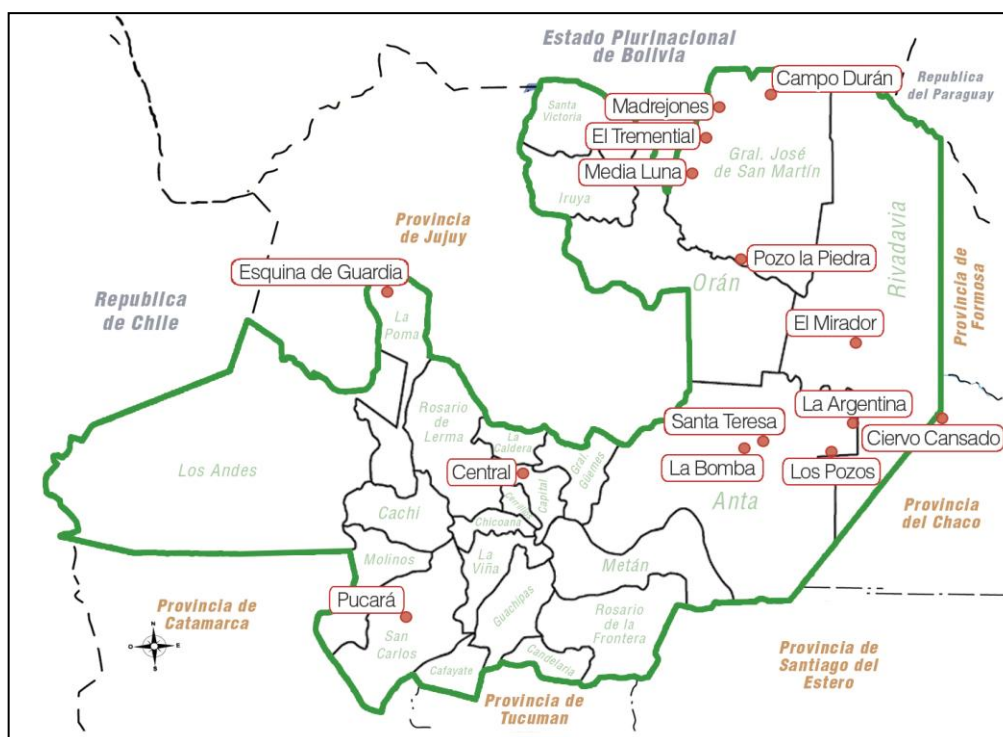 Estado Plurinacional
de Bolivia
Campo Durán
Republica
del Paraguay
Santa
Victoria
Madrejones
El Tremential
Gral. José
de San Martín
Media Luna
Iruya
Provincia
de Jujuy
Rivadavia
Pozo la Piedra
Orán
Esquina de Guardia
Provincia de
Formosa
Republica
de Chlle
La
Poma
El Mirador
Rosario
de
Lerma
La Argentina
Santa Teresa
Ciervo Cansado
La
Caldera
Gral.
Güemes
Los Andes
Central
La Bomba
Los Pozos
Capital
Cerrillos
Anta
Cachi
Chicoana
Provincia
del Chaco
Molinos
La
Viña
Metán
Pucará
Guachipas
Provincia de
Catamarca
Rosario
de la
Frontera
San
Carlos
N
O
E
S
Provincia de
Santiago del
Estero
Cafayate
Candelaria
Provincia de
Tucuman